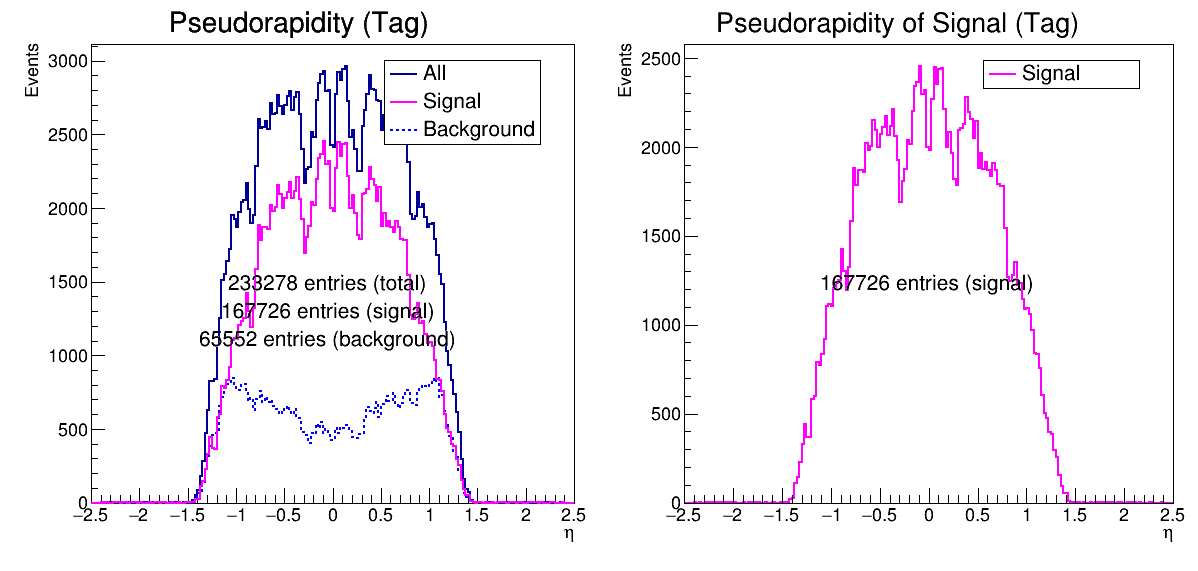 Pseudorapidity (Tag)
Events
3000
2500
2000
1500
1000
500
0
All
Signal
Background
233278 entries (total)
167726 entries (signal)
65552 entries (background)
−2.5 −2 −1.5 −1 −0.5 0 0.5 1 1.5 2 2.5
η
Pseudorapidity of Signal (Tag)
Events
2500
2000
1500
1000
500
0
Signal
167726 entries (signal)
−2.5 −2 −1.5 −1 −0.5 0 0.5 1 1.5 2 2.5
η